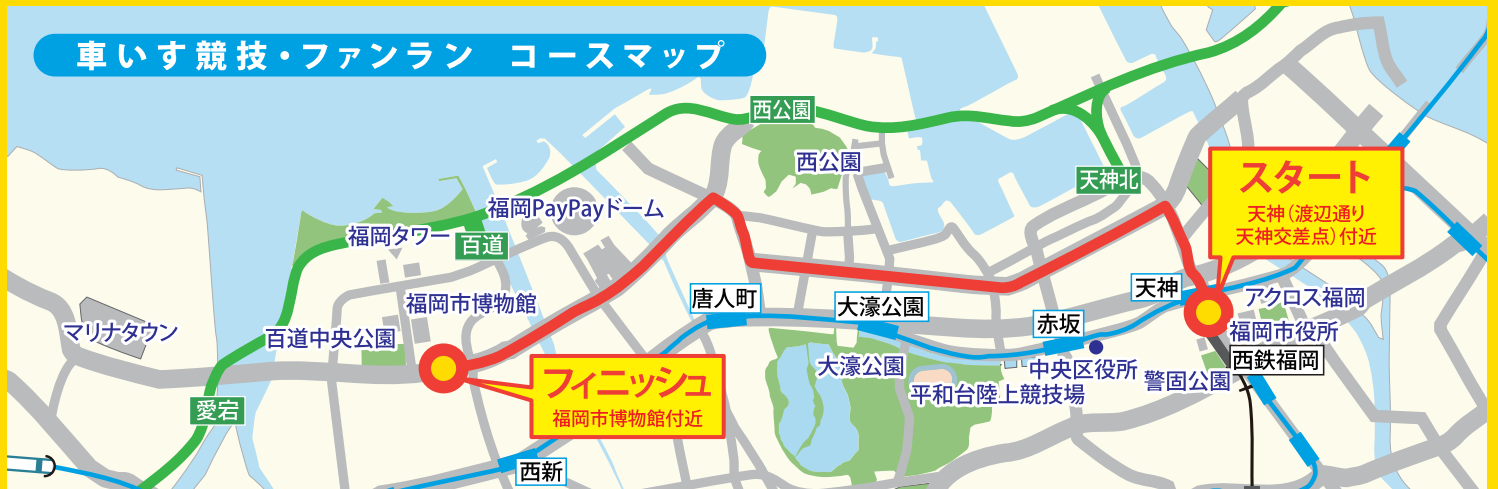 車いす競技・ファンラン コースマップ
西公園
西公園
天神北
スタート
天神(渡辺通り
天神交差点)付近
福岡PayPayドーム
福岡タワー
百道
福岡市博物館
唐人町
大濠公園
天神
アクロス福岡
マリナタウン
百道中央公園
赤坂
福岡市役所
西鉄福岡
大濠公園
中央区役所
警固公園
平和台陸上競技場
フィニッシュ
福岡市博物館付近
愛宕
西新